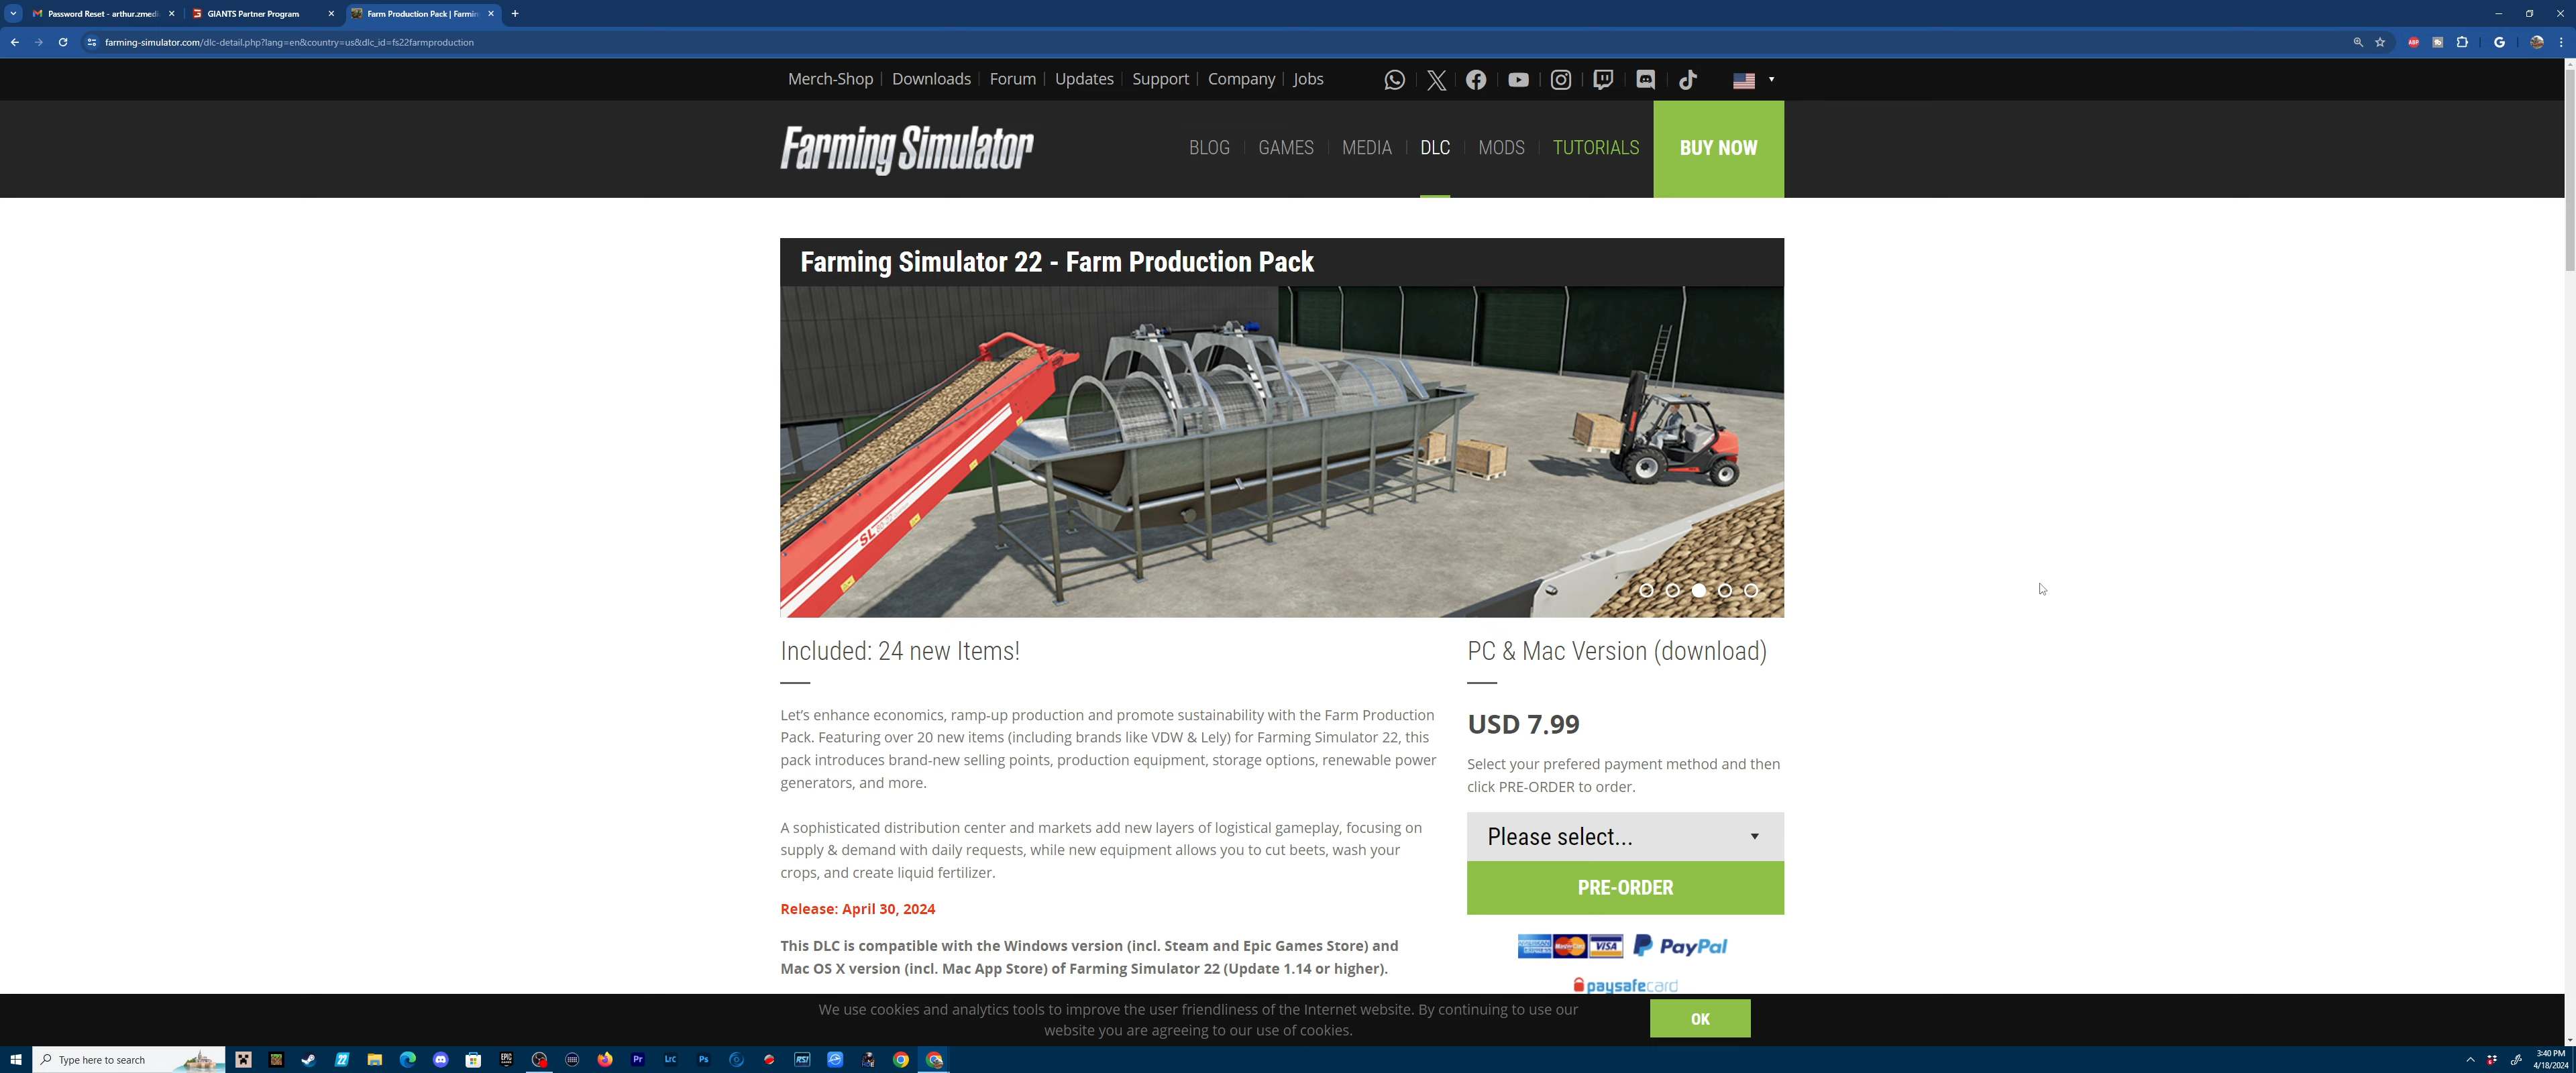 Password Reset - arthur.zmedi
GIANTS Partner Program
Farm Production Pack | Farmin
farming-simulator.com/dlc-detail.php?lang=en&country=us&dlc_id=fs22farmproduction
Merch-Shop Downloads Forum Updates Support Company Jobs
Farming Simulator
BLOG GAMES MEDIA DLC MODS TUTORIALS BUY NOW
Farming Simulator 22 - Farm Production Pack
SL
Included: 24 new Items!
Let's enhance economics, ramp-up production and promote sustainability with the Farm Production
Pack. Featuring over 20 new items (including brands like VDW & Lely) for Farming Simulator 22, this
pack introduces brand-new selling points, production equipment, storage options, renewable power
generators, and more.
A sophisticated distribution center and markets add new layers of logistical gameplay, focusing on
supply & demand with daily requests, while new equipment allows you to cut beets, wash your
crops, and create liquid fertilizer.
Release: April 30, 2024
This DLC is compatible with the Windows version (incl. Steam and Epic Games Store) and
Mac OS X version (incl. Mac App Store) of Farming Simulator 22 (Update 1.14 or higher).
PC & Mac Version (download)
USD 7.99
Select your prefered payment method and then
click PRE-ORDER to order.
Please select...
PRE-ORDER
MasterCard VISA PayPal
paysafecard
We use cookies and analytics tools to improve the user friendliness of the Internet website. By continuing to use our
website you are agreeing to our use of cookies.
OK
Type here to search
22
EPIC
Pr
LrC
Ps
3:40 PM
4/18/2024